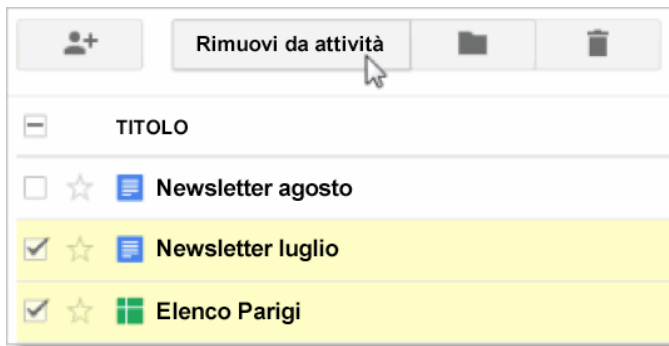 Rimuovi da attività
TITOLO
Newsletter agosto
Newsletter luglio
Elenco Parigi